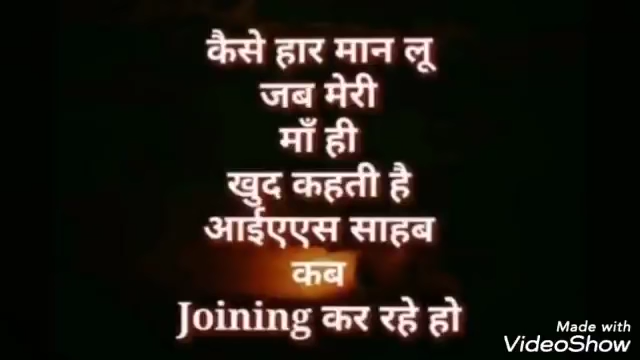 कैसे हार मान लू
जब मेरी
माँ ही
खुद कहती है
आईएएस साहब
कब
Joining कर रहे हो
Made with
VideoShow